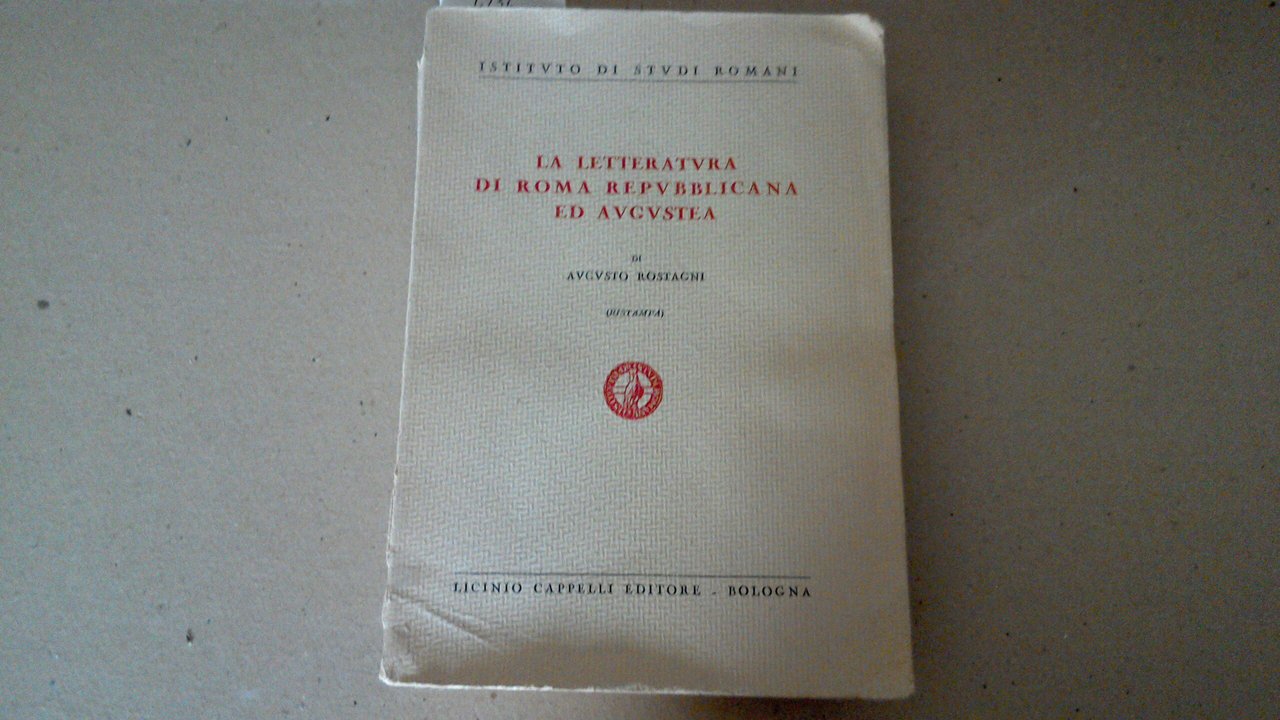 ISTITVTO DI STVDI ROMANI
LA LETTERATVRA
DI ROMA REPVBBLICANA
ED AVGVSTEA
DI
AVGVSTO ROSTAGNI
(RISTAMPA)
LICINIO CAPPELLI EDITORE - BOLOGNA